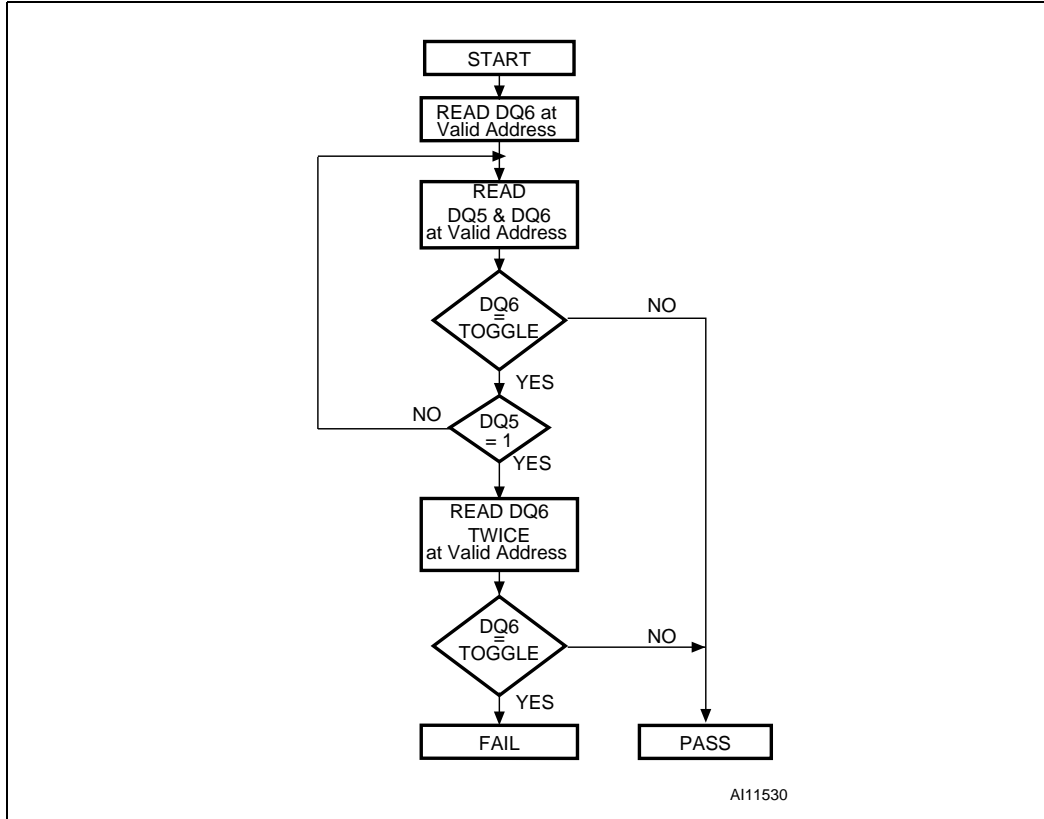 START
READ DQ6 at
Valid Address
READ
DQ5 & DQ6
at Valid Address
DQ6
=
TOGGLE
NO
YES
NO
DQ5
= 1
YES
READ DQ6
TWICE
at Valid Address
DQ6
=
TOGGLE
NO
YES
FAIL
PASS
AI11530